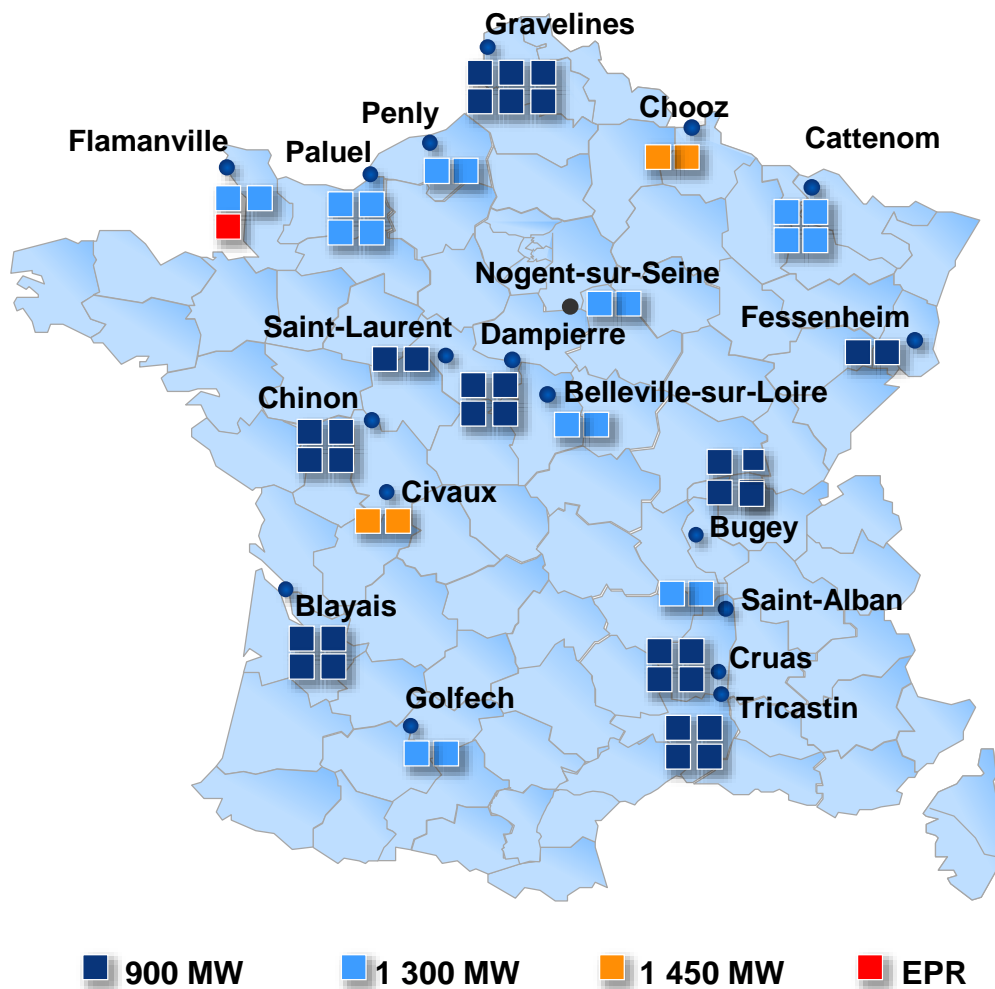 Gravelines
Penly
Chooz
Flamanville
Paluel
Cattenom
Nogent-sur-Seine
Saint-Laurent
Dampierre
Fessenheim
Chinon
Belleville-sur-Loire
Civaux
Bugey
Blayais
Saint-Alban
Cruas
Golfech
Tricastin
900 MW
1 300 MW
1 450 MW
EPR